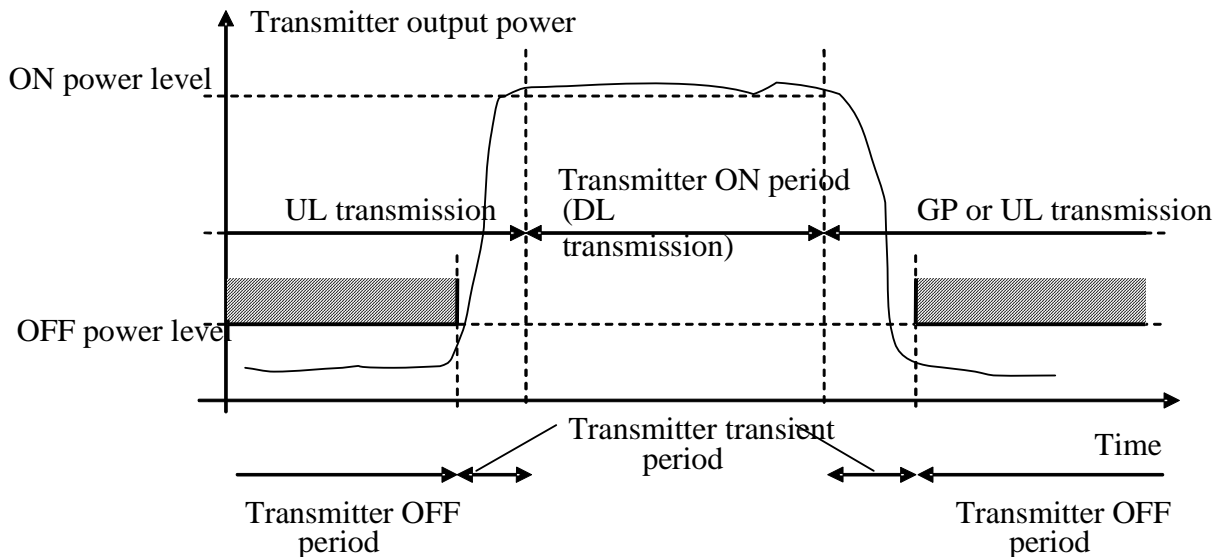 Transmitter output power
ON power level
Transmitter ON period
(DL
transmission)
UL transmission
GP or UL transmission
OFF power level
Transmitter transient
period
Time
Transmitter OFF
period
Transmitter OFF
period